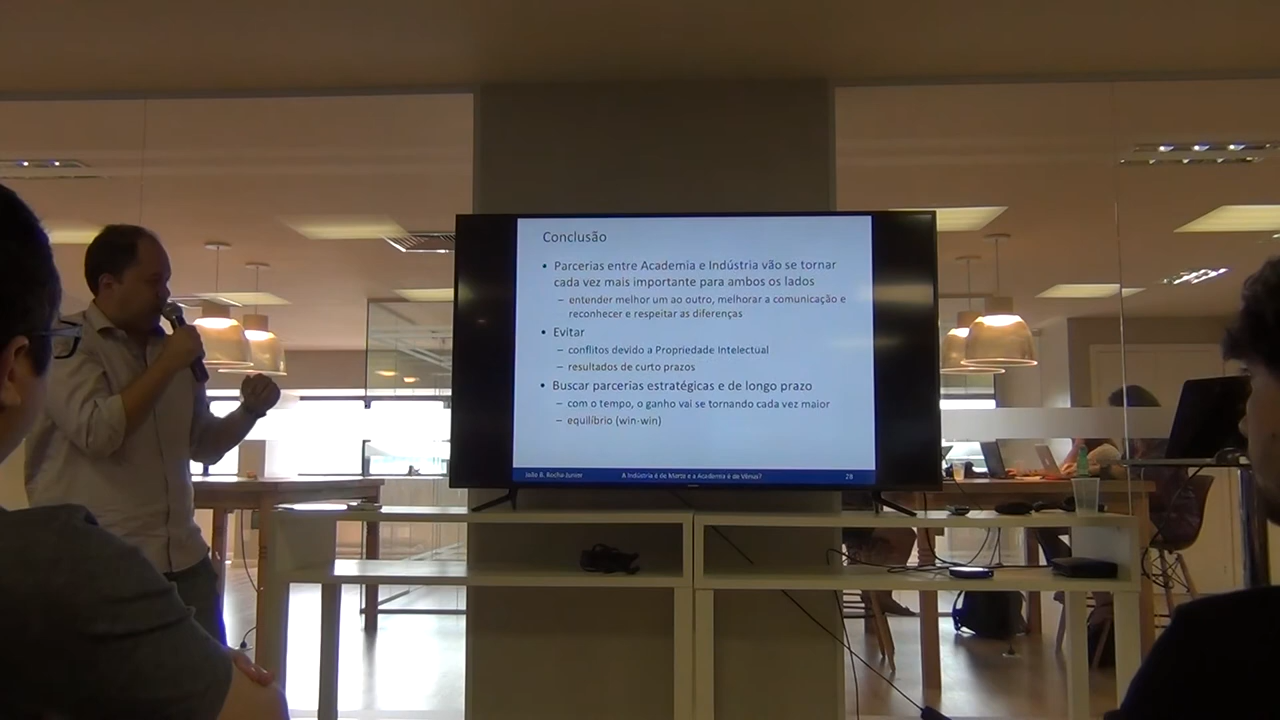 Conclusão
• Parcerias entre Academia e Indústria vão se tornar
cada vez mais importante para ambos os lados
– entender melhor um ao outro, melhorar a comunicação e
reconhecer e respeitar as diferenças
• Evitar
– conflitos devido a Propriedade Intelectual
– resultados de curto prazos
• Buscar parcerias estratégicas e de longo prazo
– com o tempo, o ganho vai se tornando cada vez maior
– equilíbrio (win-win)
João B. Rocha-Junior A Indústria é de Marte e a Academia é de Vênus? 28